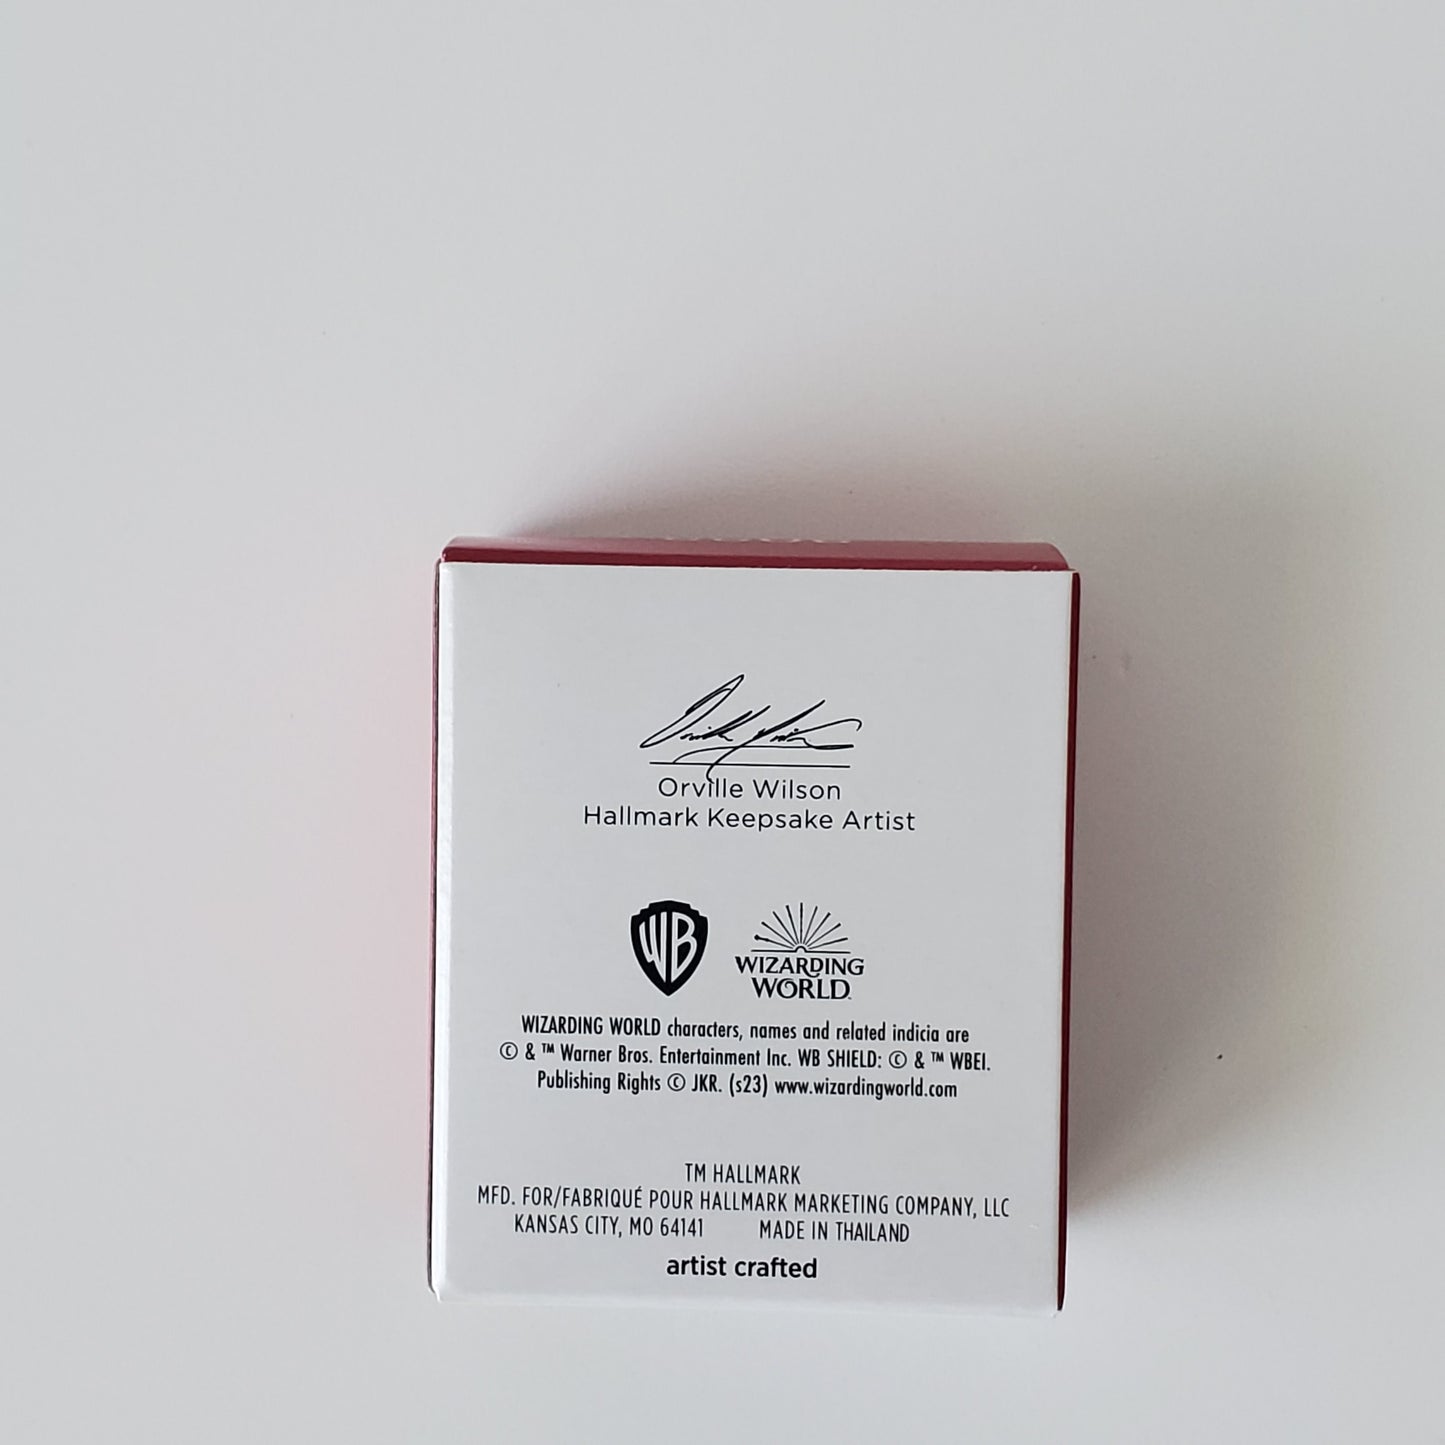 Orville Wilson
Orville Wilson
Hallmark Keepsake Artist
WB
WIZARDING
WORLD
WIZARDING WORLD characters, names and related indicia are
© & ™ Warner Bros. Entertainment Inc. WB SHIELD: © & ™ WBEI.
Publishing Rights © JKR. (s23) www.wizardingworld.com
TM HALLMARK
MFD. FOR/FABRIQUÉ POUR HALLMARK MARKETING COMPANY, LLC
KANSAS CITY, MO 64141 MADE IN THAILAND
artist crafted